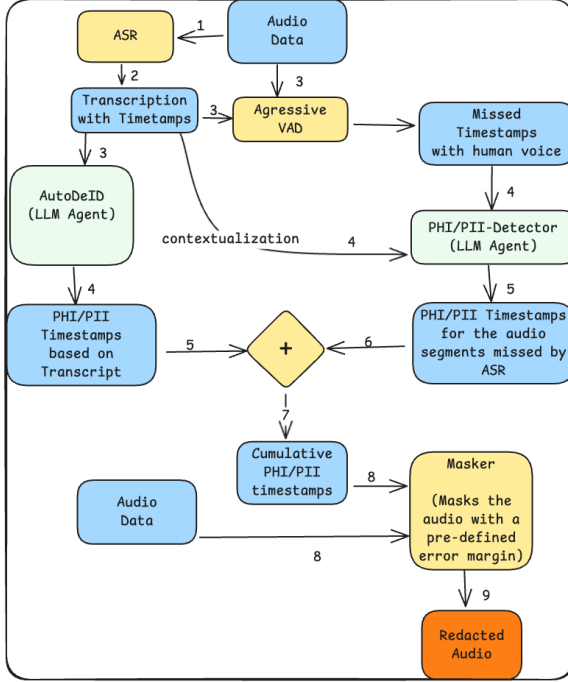 Audio
Data
ASR
1
2
3
Transcription
with Timetamps
3
Agressive
VAD
Missed
Timestamps
with human voice
3
AutoDeID
(LLM Agent)
contextualization
4
4
PHI/PII-Detector
(LLM Agent)
4
5
PHI/PII
Timestamps
based on
Transcript
5
+
6
PHI/PII Timestamps
for the audio
segments missed by
ASR
7
Cumulative
PHI/PII
timestamps
8
Masker
(Masks the
audio with a
pre-defined
error margin)
Audio
Data
8
9
Redacted
Audio